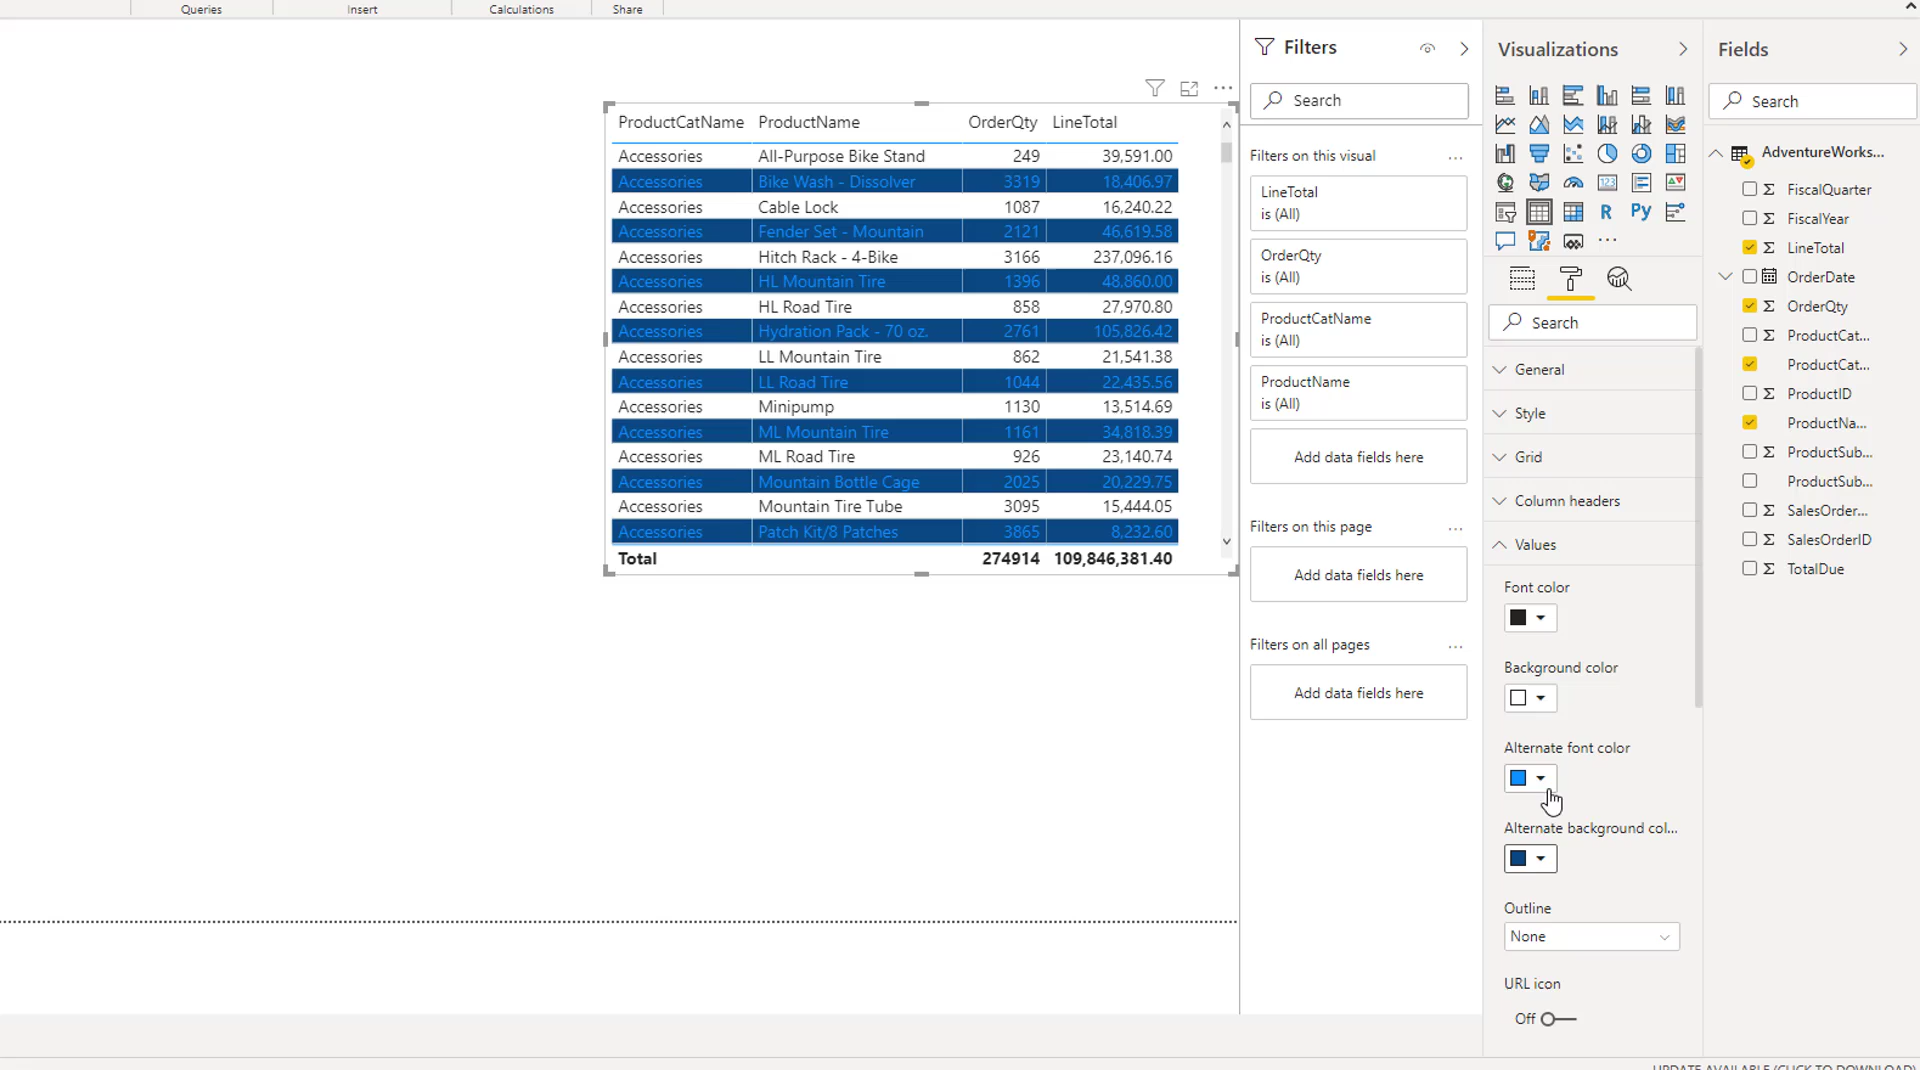 Queries
Insert
Calculations
Share
ProductCatName ProductName OrderQty LineTotal
Accessories All-Purpose Bike Stand 249 39,591.00
Accessories Bike Wash - Dissolver 3319 18,406.97
Accessories Cable Lock 1087 16,240.22
Accessories Fender Set - Mountain 2121 46,619.58
Accessories Hitch Rack - 4-Bike 3166 237,096.16
Accessories HL Mountain Tire 1396 48,860.00
Accessories HL Road Tire 858 27,970.80
Accessories Hydration Pack - 70 oz. 2761 105,826.42
Accessories LL Mountain Tire 862 21,541.38
Accessories LL Road Tire 1044 22,435.56
Accessories Minipump 1130 13,514.69
Accessories ML Mountain Tire 1161 34,818.39
Accessories ML Road Tire 926 23,140.74
Accessories Mountain Bottle Cage 2025 20,229.75
Accessories Mountain Tire Tube 3095 15,444.05
Accessories Patch Kit/8 Patches 3865 8,232.60
Total 274914 109,846,381.40
Filters
Search
Filters on this visual ...
LineTotal
is (All)
OrderQty
is (All)
ProductCatName
is (All)
ProductName
is (All)
Add data fields here
Filters on this page ...
Add data fields here
Filters on all pages ...
Add data fields here
Visualizations
123
R
Py
Search
General
Style
Grid
Column headers
Values
Font color
Background color
Alternate font color
Alternate background col...
Outline
None
URL icon
Off
Fields
Search
AdventureWorks...
Σ FiscalQuarter
Σ FiscalYear
Σ LineTotal
OrderDate
Σ OrderQty
Σ ProductCat...
ProductCat...
Σ ProductID
ProductNa...
Σ ProductSub...
ProductSub...
Σ SalesOrder...
Σ SalesOrderID
Σ TotalDue
UPDATE AVAILABLE (CLICK TO DOWNLOAD)